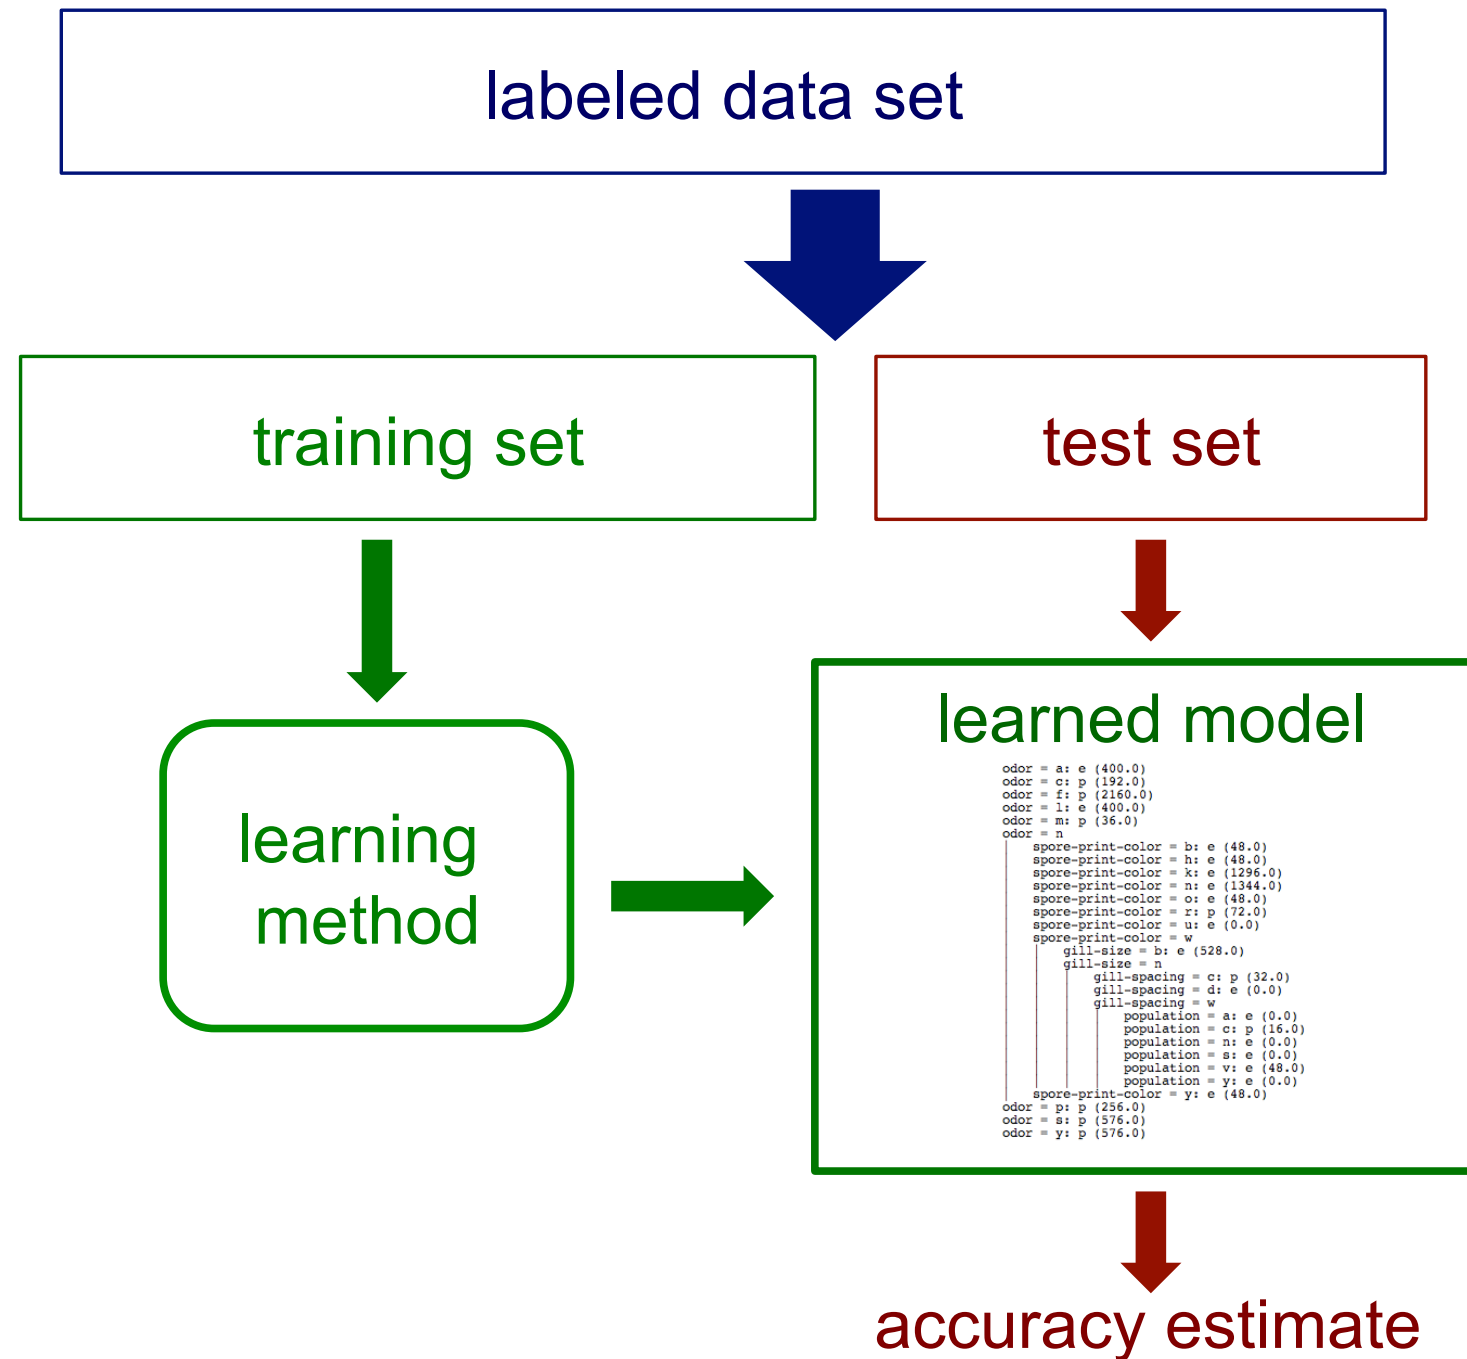 labeled data set
training set
test set
learning
method
learned model
odor = a: e (400.0)
odor = c: p (192.0)
odor = f: p (2160.0)
odor = l: e (400.0)
odor = m: p (36.0)
odor = n
| spore-print-color = b: e (48.0)
| spore-print-color = h: e (48.0)
| spore-print-color = k: e (1296.0)
| spore-print-color = n: e (1344.0)
| spore-print-color = o: e (48.0)
| spore-print-color = r: p (72.0)
| spore-print-color = u: e (0.0)
| spore-print-color = w
| | gill-size = b: e (528.0)
| | gill-size = n
| | | gill-spacing = c: p (32.0)
| | | gill-spacing = d: e (0.0)
| | | gill-spacing = w
| | | | population = a: e (0.0)
| | | | population = c: p (16.0)
| | | | population = n: e (0.0)
| | | | population = s: e (0.0)
| | | | population = v: e (48.0)
| | | | population = y: e (0.0)
| spore-print-color = y: e (48.0)
odor = p: p (256.0)
odor = s: p (576.0)
odor = y: p (576.0)
accuracy estimate